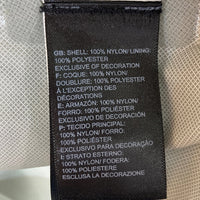 GB: SHELL: 100% NYLON/ LINING:
100% POLYESTER
EXCLUSIVE OF DECORATION
F: COQUE: 100% NYLON/
DOUBLURE: 100% POLYESTER
À L'EXCEPTION DES
DÉCORATIONS
E: ARMAZÓN: 100% NYLON/
FORRO: 100% POLIÉSTER
EXCLUSIVO DE DECORACIÓN
P: TECIDO PRINCIPAL:
100% NYLON/ FORRO:
100% POLIÉSTER
EXCLUSIVO DE DECORAÇÃO
I: STRATO ESTERNO:
100% NYLON/ FODERA:
100% POLIESTERE
ESCLUSA LA DECORAZIONE